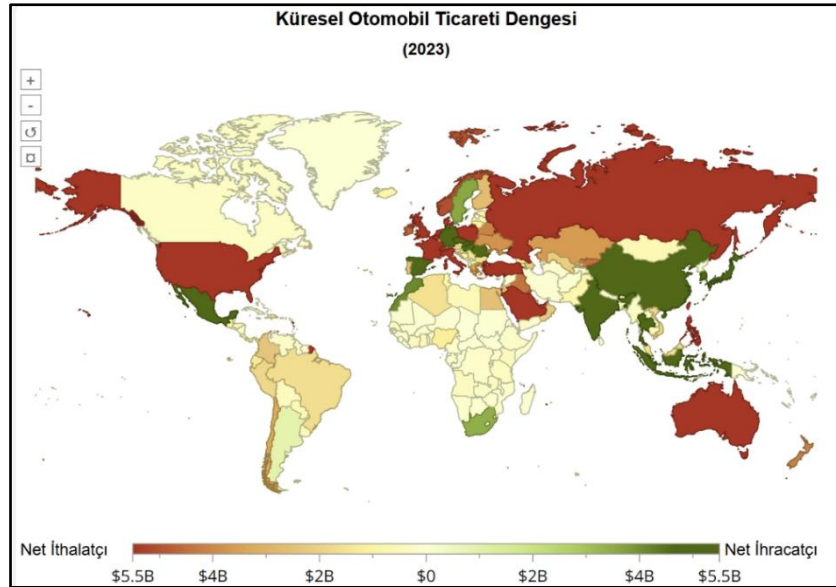 Küresel Otomobil Ticareti Dengesi
(2023)
+
-
↺
¤
Net İthalatçı
Net İhracatçı
$5.5B $4B $2B $0 $2B $4B $5.5B